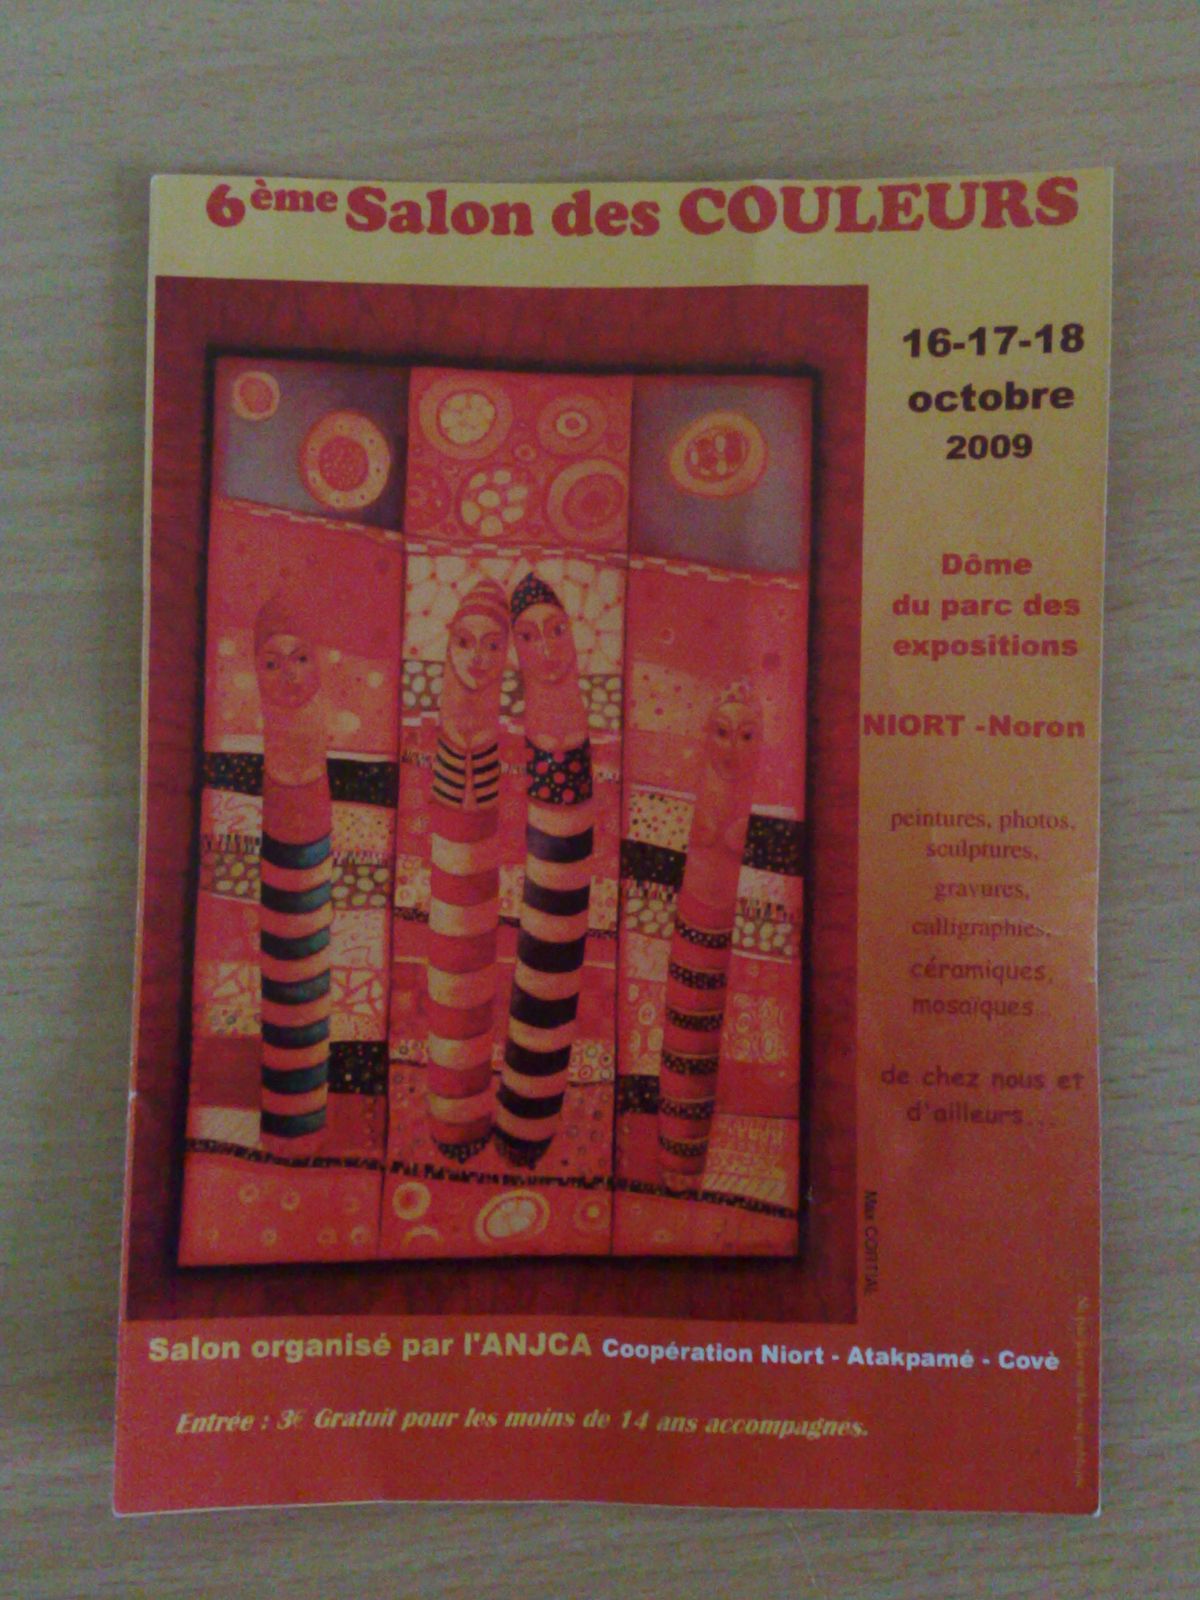 6ème Salon des COULEURS
16-17-18
octobre
2009
Dôme
du parc des
expositions
NIORT -Noron
peintures, photos,
sculptures,
gravures,
calligraphies,
céramiques,
mosaïques...
de chez nous et
d'ailleurs...
Max
Salon organisé par l'ANJCA Coopération Niort - Atakpamé - Covè
Entrée : 3€ Gratuit pour les moins de 14 ans accompagnés.